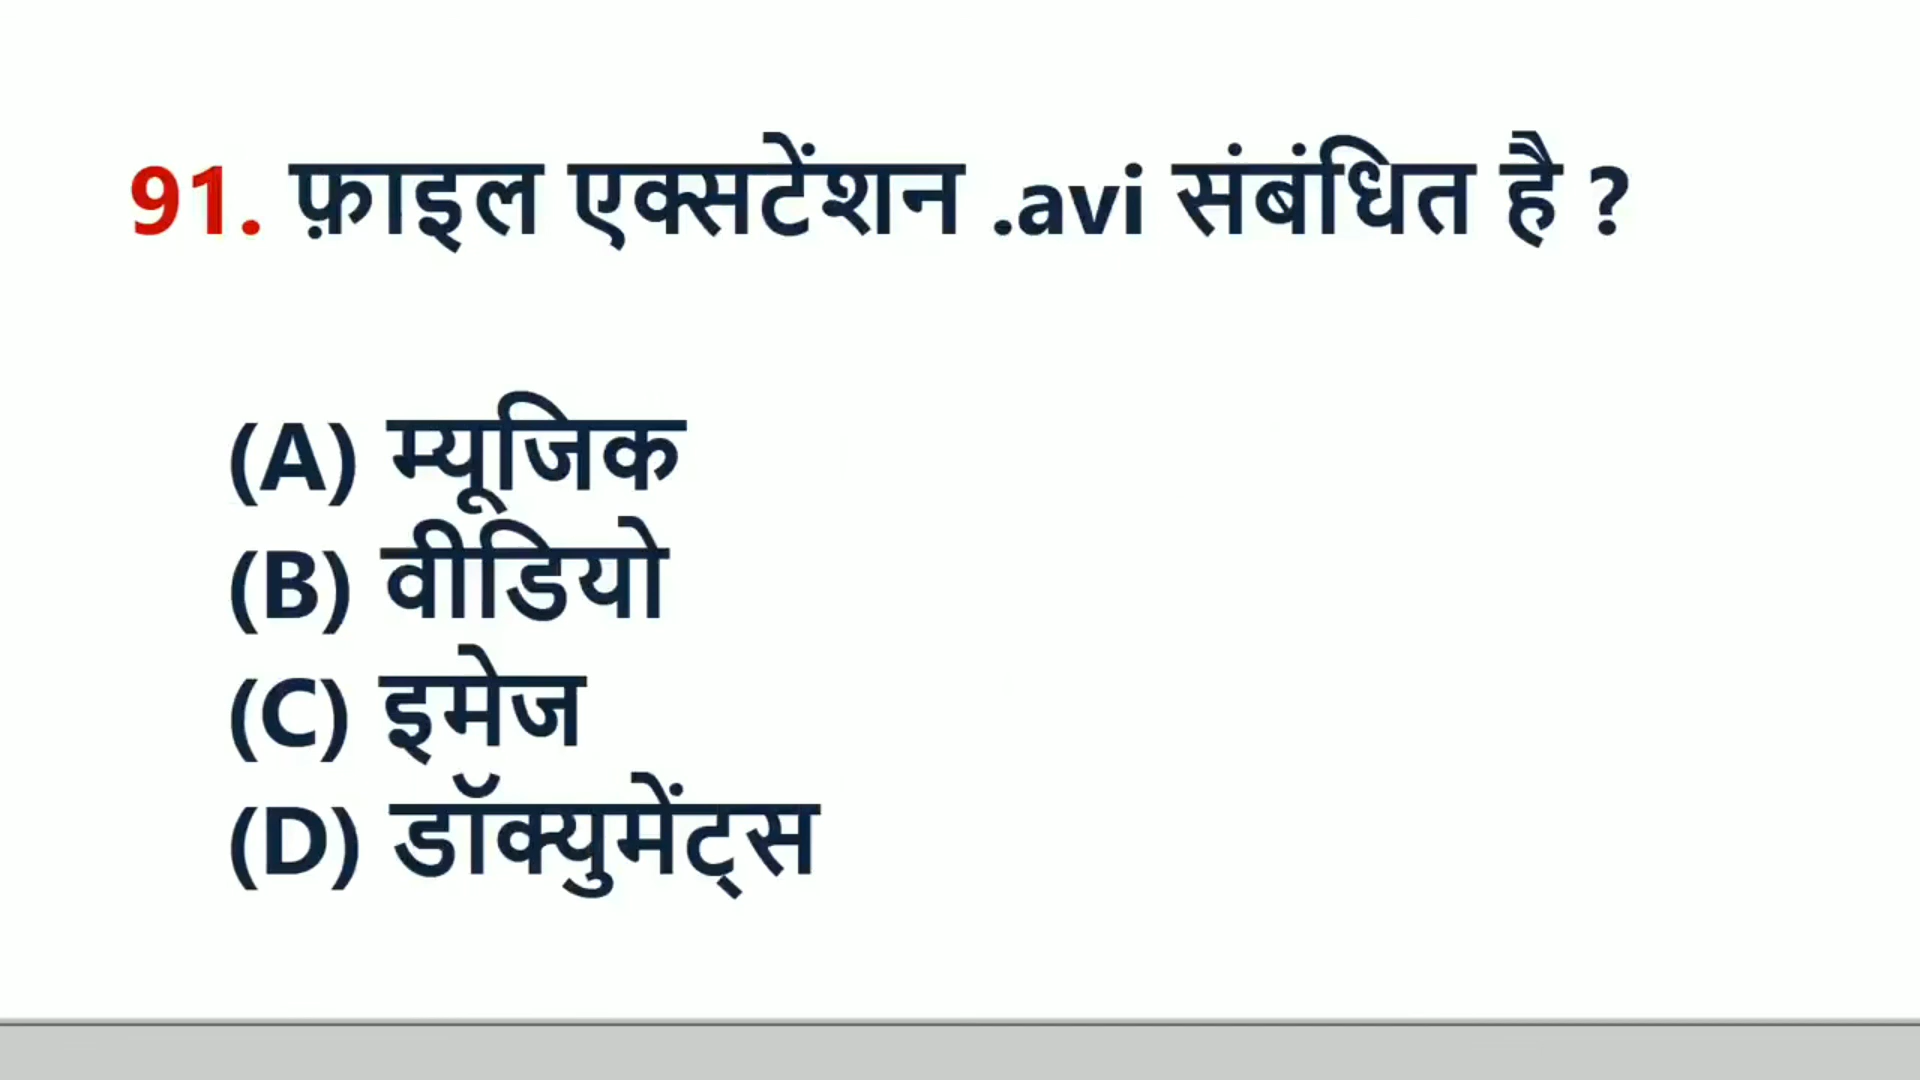 91. फ़ाइल एक्सटेंशन .avi संबंधित है ?
(A) म्यूजिक
(B) वीडियो
(C) इमेज
(D) डॉक्युमेंट्स